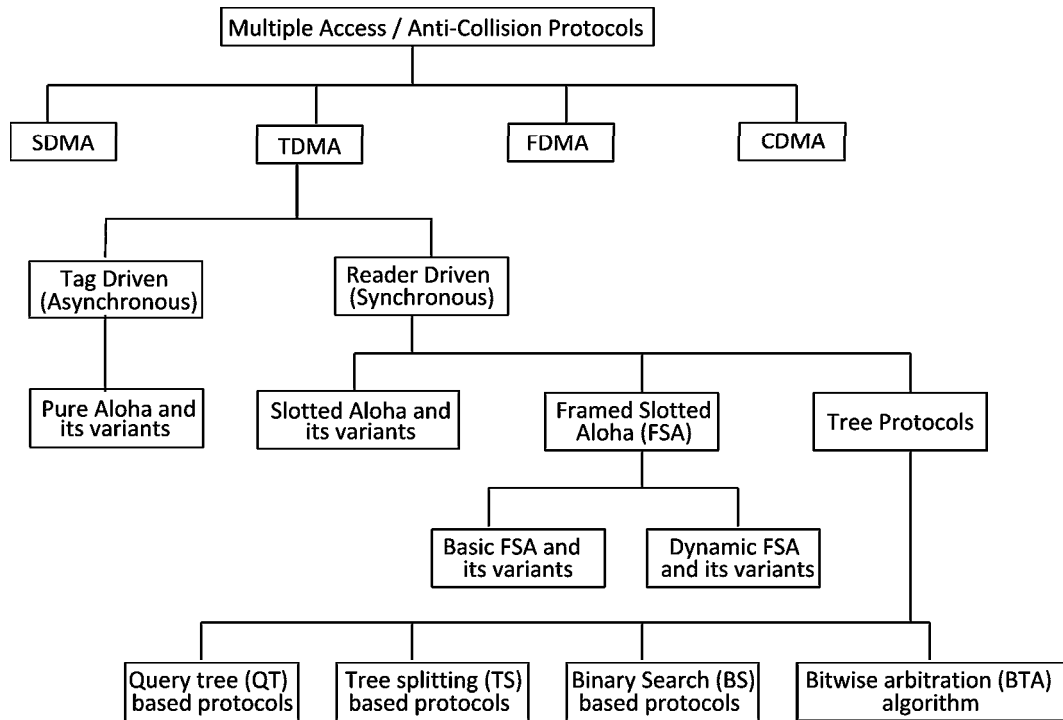 Multiple Access / Anti-Collision Protocols
SDMA
TDMA
FDMA
CDMA
Tag Driven
(Asynchronous)
Reader Driven
(Synchronous)
Pure Aloha and
its variants
Slotted Aloha and
its variants
Framed Slotted
Aloha (FSA)
Tree Protocols
Basic FSA and
its variants
Dynamic FSA
and its variants
Query tree (QT)
based protocols
Tree splitting (TS)
based protocols
Binary Search (BS)
based protocols
Bitwise arbitration (BTA)
algorithm